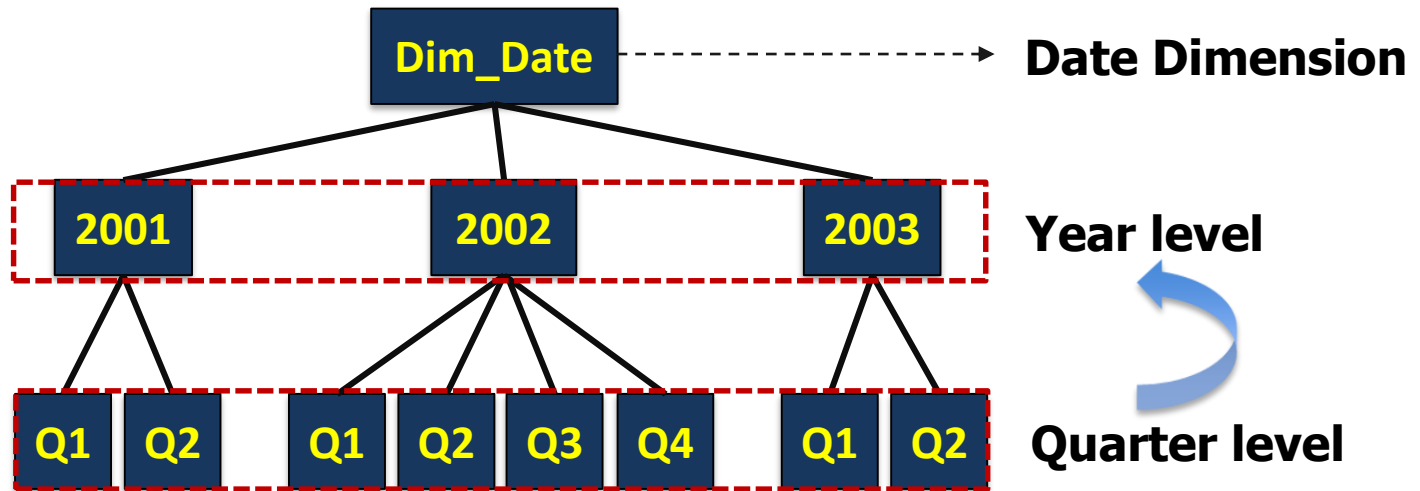 Dim_Date
Date Dimension
2001
2002
2003
Year level
Q1
Q2
Q1
Q2
Q3
Q4
Q1
Q2
Quarter level